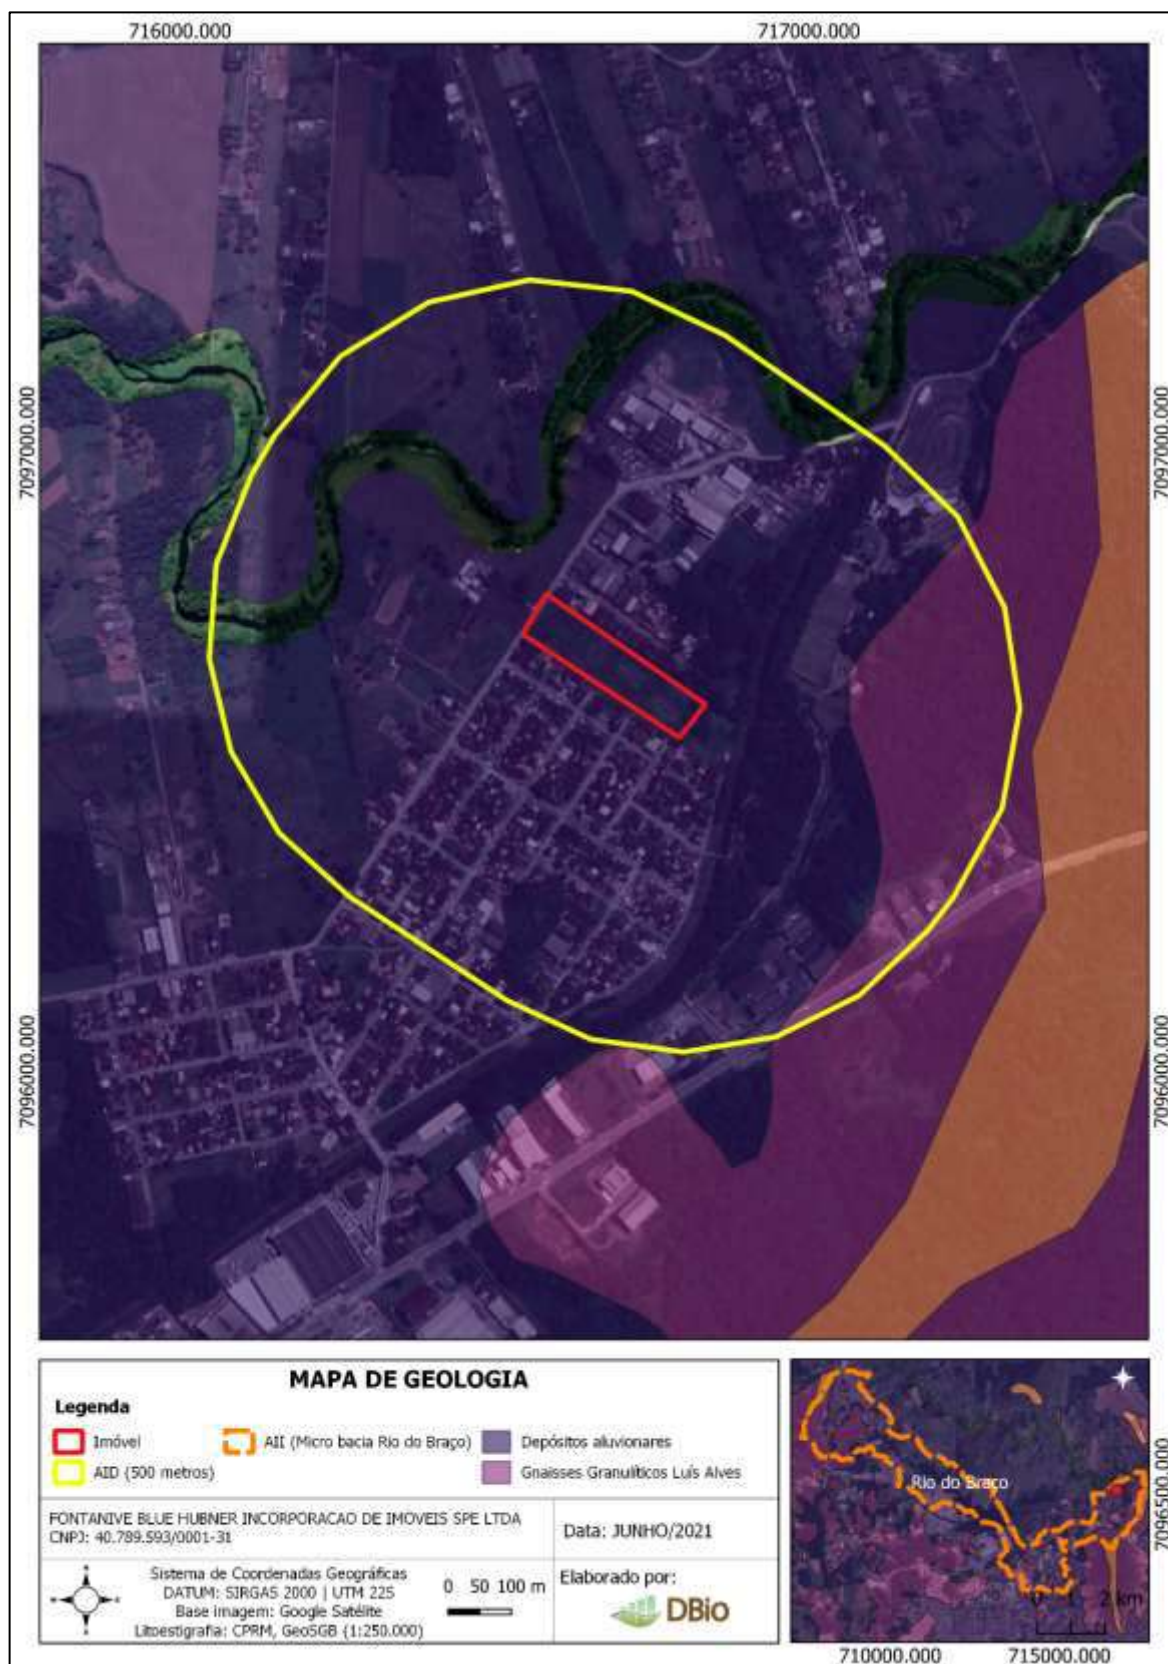 716000.000
717000.000
7097000.000
7097000.000
7096000.000
7096000.000
MAPA DE GEOLOGIA
Legenda
Imóvel
AII (Micro bacia Rio do Braço)
Depósitos aluvionares
AID (500 metros)
Gnaisses Granulíticos Luís Alves
FONTANIVE BLUE HUBNER INCORPORACAO DE IMOVEIS SPE LTDA
CNPJ: 40.789.593/0001-31
Data: JUNHO/2021
Sistema de Coordenadas Geográficas
DATUM: SIRGAS 2000 | UTM 22S
Base imagem: Google Satélite
Litoestigrafia: CPRM, GeoSGB (1:250.000)
0 50 100 m
Elaborado por:
DBio
Rio do Braço
0 1 2 km
7096500.000
710000.000
715000.000